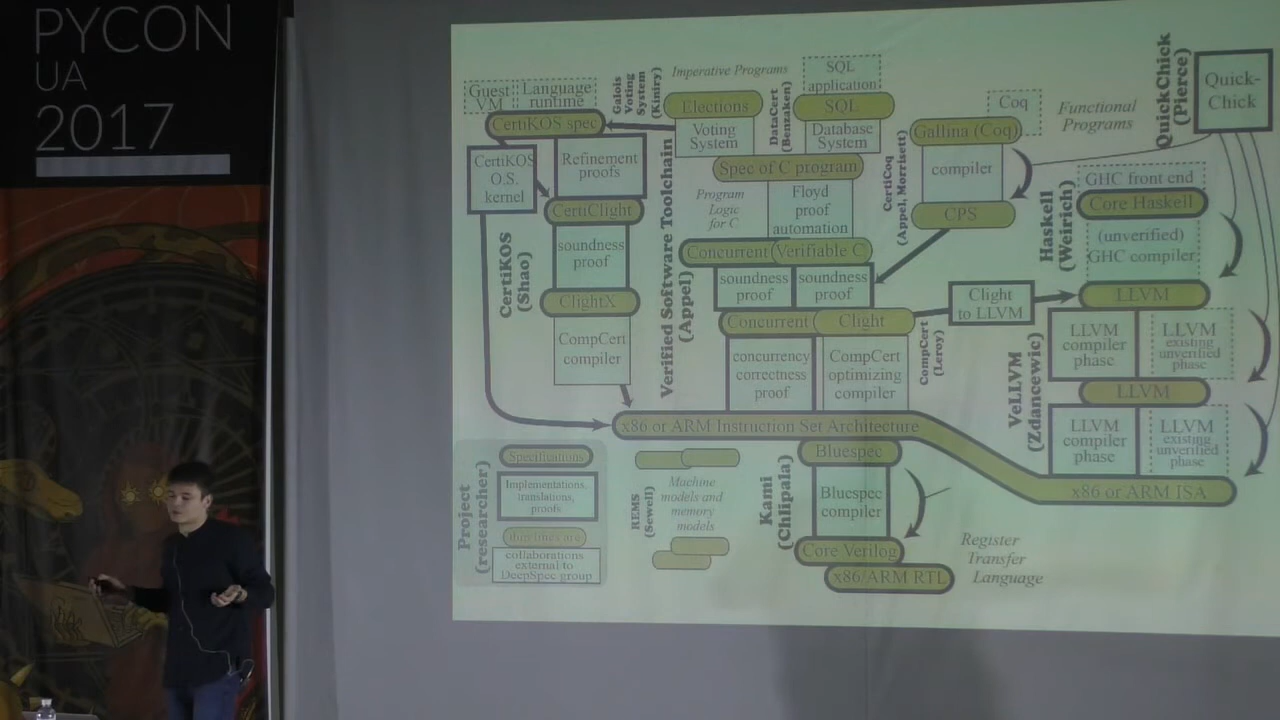 PYCON
UA
2017
Guest
VM
Language
runtime
CertiKOS spec
CertiKOS
O.S.
kernel
Refinement
proofs
CertiClight
soundness
proof
ClightX
CompCert
compiler
CertiKOS
(Shao)
Galois
Voting
System
(Kiniry)
Imperative Programs
Elections
Voting
System
DataCert
(Benzaken)
SQL
application
SQL
Database
System
Verified Software Toolchain
(Appel)
Spec of C program
Program
Logic
for C
Floyd
proof
automation
Concurrent
Verifiable C
soundness
proof
soundness
proof
Concurrent
Clight
concurrency
correctness
proof
CompCert
optimizing
compiler
CompCert
(Leroy)
CertiCoq
(Appel, Morrisett)
Coq
Gallina (Coq)
compiler
CPS
Functional
Programs
Clight
to LLVM
QuickChick
(Pierce)
Quick-
Chick
Haskell
(Weirich)
GHC front end
Core Haskell
(unverified)
GHC compiler
LLVM
VeLLVM
(Zdancewic)
LLVM
compiler
phase
LLVM
existing
unverified
phase
LLVM
LLVM
compiler
phase
LLVM
existing
unverified
phase
x86 or ARM Instruction Set Architecture
x86 or ARM ISA
Project
(researcher)
Specifications
Implementations,
translations,
proofs
collaborations
external to
DeepSpec group
REMS
(Sewell)
Machine
models and
memory
models
Kami
(Chlipala)
Bluespec
Bluespec
compiler
Core Verilog
x86/ARM RTL
Register
Transfer
Language